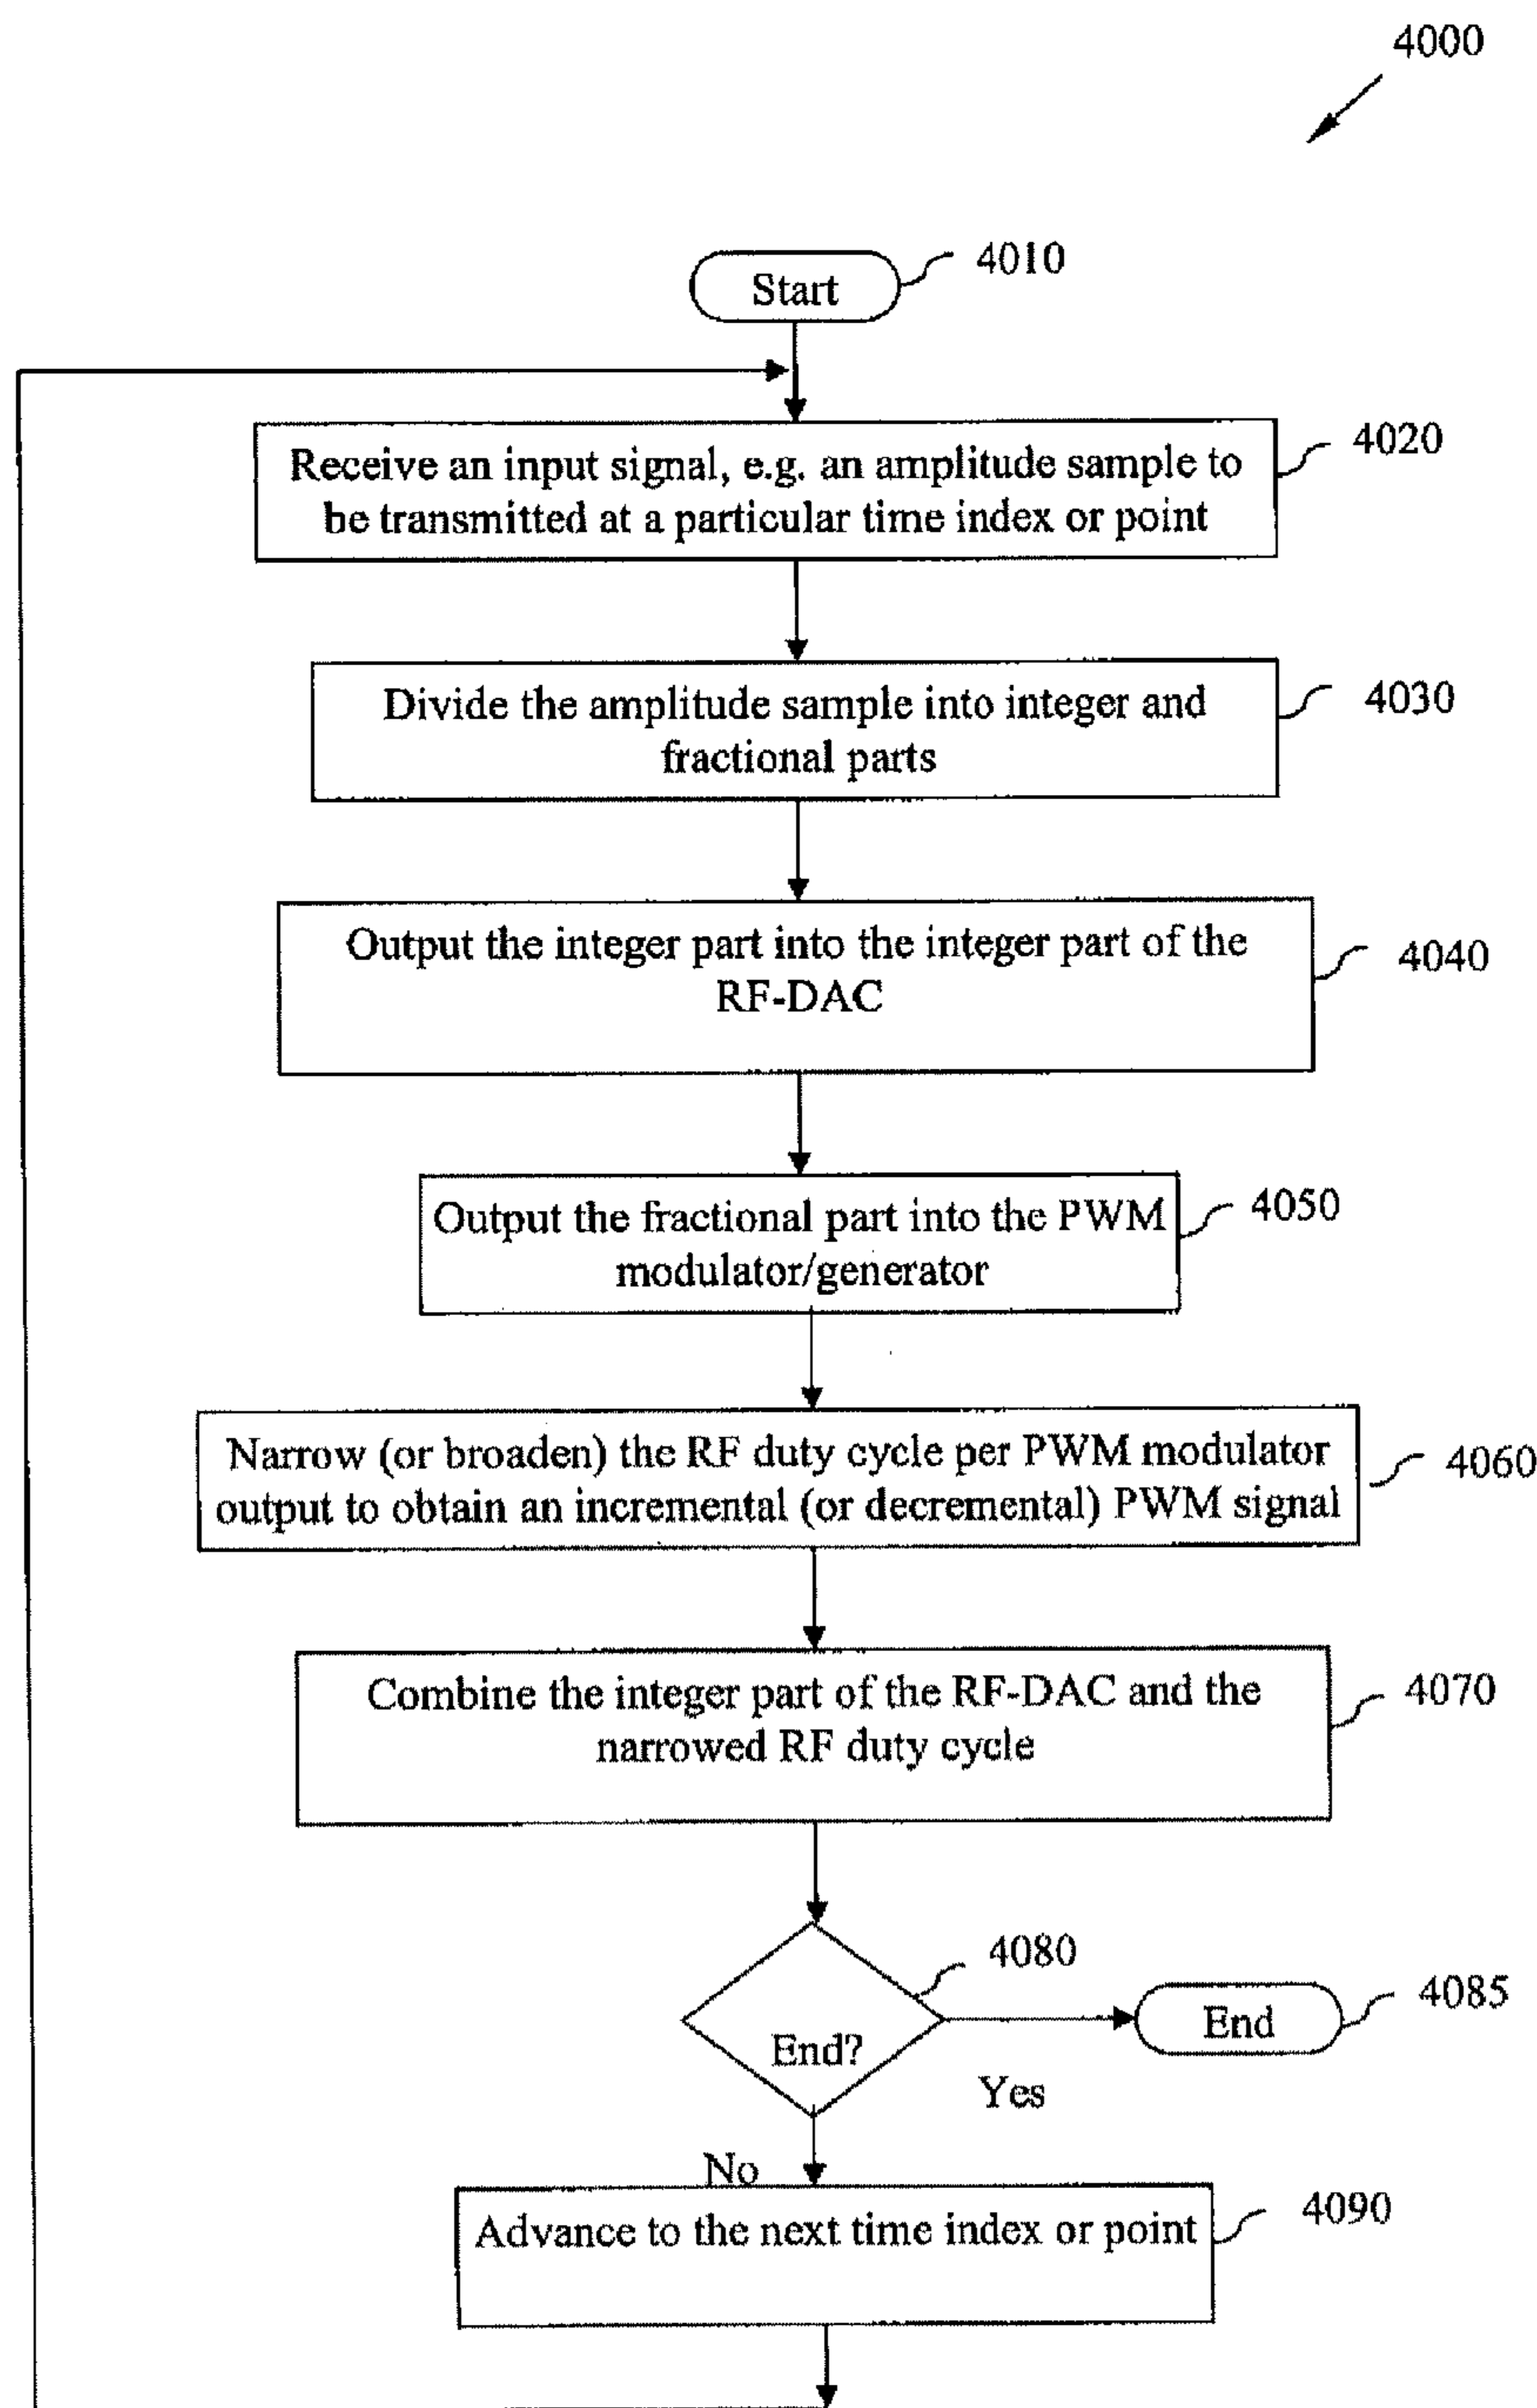 4000
Start
4010
Receive an input signal, e.g. an amplitude sample to
be transmitted at a particular time index or point
4020
Divide the amplitude sample into integer and
fractional parts
4030
Output the integer part into the integer part of the
RF-DAC
4040
Output the fractional part into the PWM
modulator/generator
4050
Narrow (or broaden) the RF duty cycle per PWM modulator
output to obtain an incremental (or decremental) PWM signal
4060
Combine the integer part of the RF-DAC and the
narrowed RF duty cycle
4070
4080
End?
End
4085
Yes
No
Advance to the next time index or point
4090